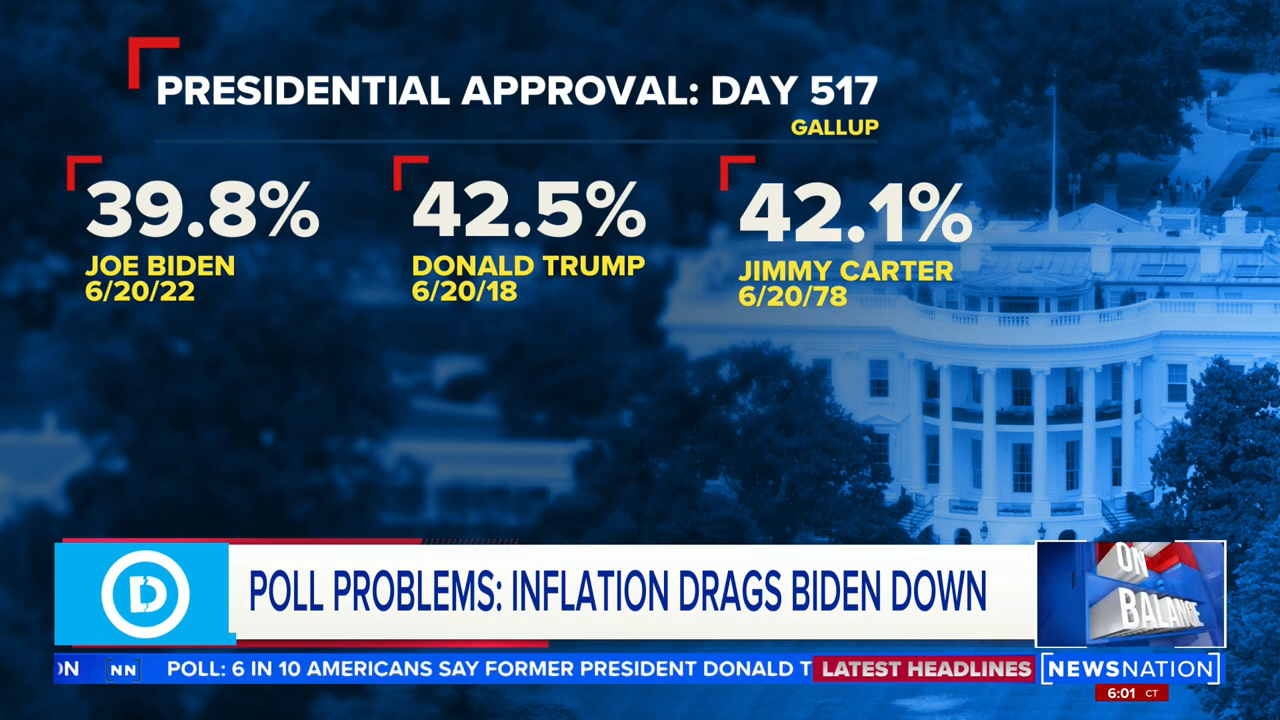 PRESIDENTIAL APPROVAL: DAY 517
GALLUP
39.8%
JOE BIDEN
6/20/22
42.5%
DONALD TRUMP
6/20/18
42.1%
JIMMY CARTER
6/20/78
D
POLL PROBLEMS: INFLATION DRAGS BIDEN DOWN
ON
BALANCE
ON NN POLL: 6 IN 10 AMERICANS SAY FORMER PRESIDENT DONALD T
LATEST HEADLINES
NEWSNATION
6:01 CT